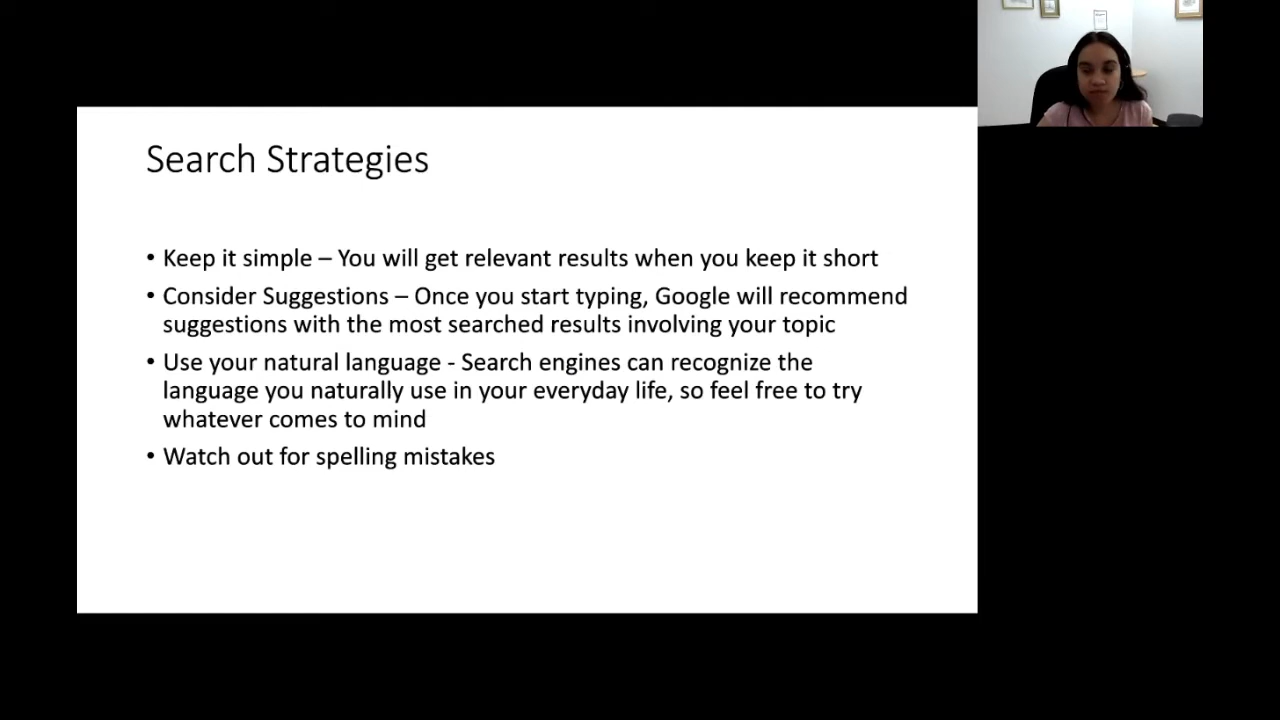 Search Strategies
• Keep it simple – You will get relevant results when you keep it short
• Consider Suggestions – Once you start typing, Google will recommend
suggestions with the most searched results involving your topic
• Use your natural language - Search engines can recognize the
language you naturally use in your everyday life, so feel free to try
whatever comes to mind
• Watch out for spelling mistakes